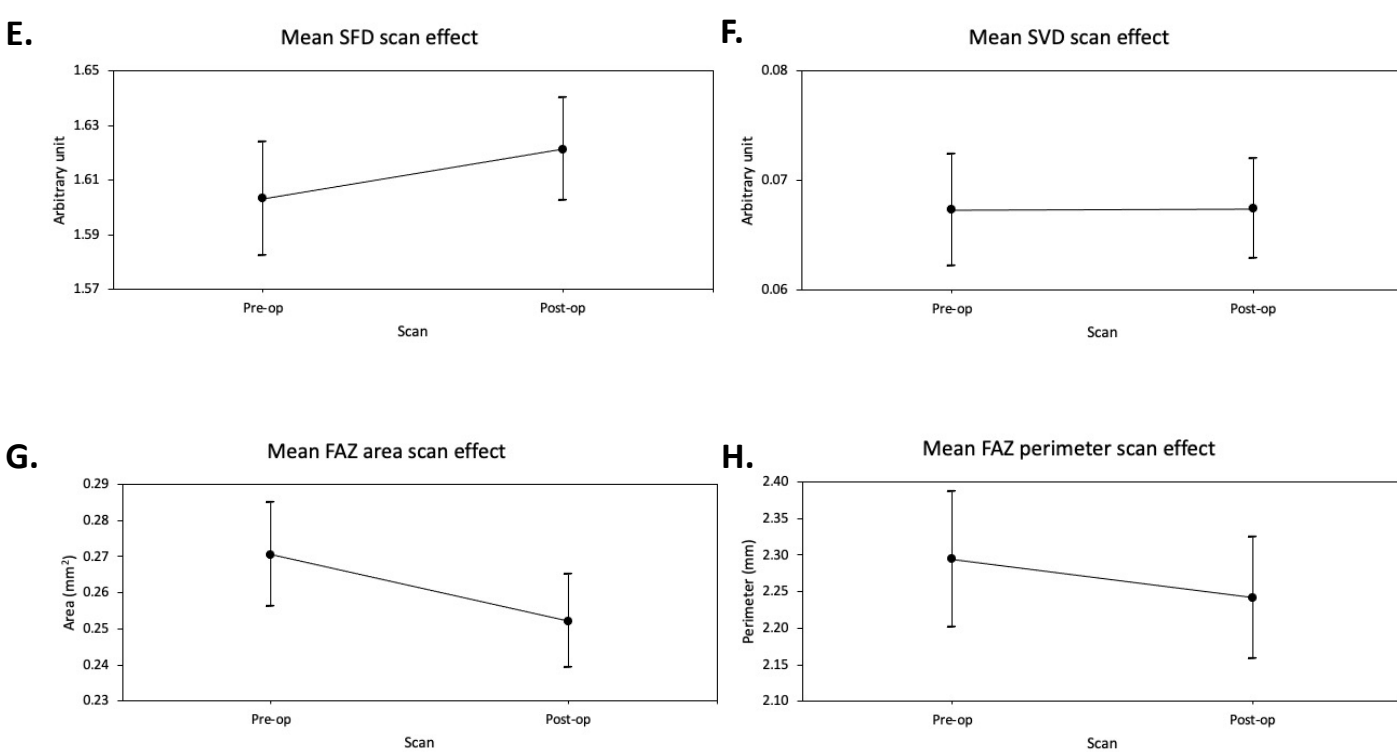 E.
Mean SFD scan effect
1.65
1.63
1.61
1.59
1.57
Arbitrary unit
Pre-op Post-op
Scan
F.
Mean SVD scan effect
0.08
0.07
0.06
Arbitrary unit
Pre-op Post-op
Scan
G.
Mean FAZ area scan effect
0.29
0.28
0.27
0.26
0.25
0.24
0.23
Area (mm²)
Pre-op Post-op
Scan
H.
Mean FAZ perimeter scan effect
2.40
2.35
2.30
2.25
2.20
2.15
2.10
Perimeter (mm)
Pre-op Post-op
Scan